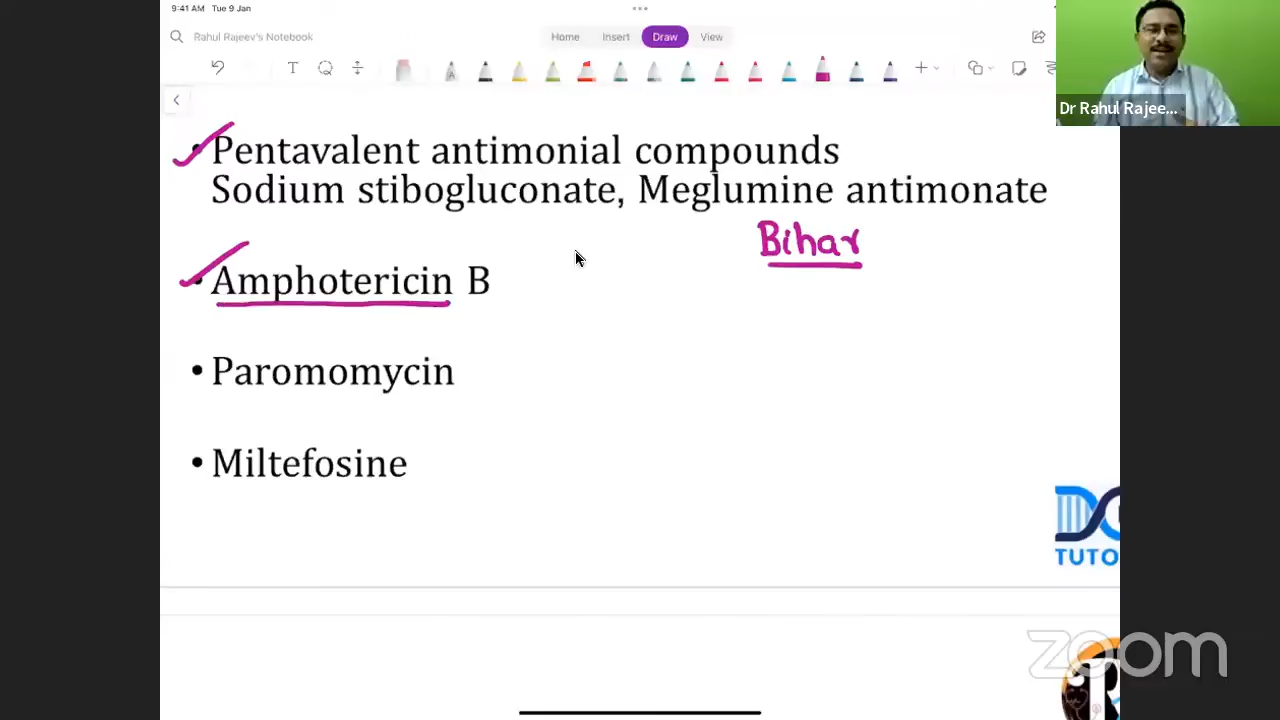 9:41 AM Tue 9 Jan
Rahul Rajeev's Notebook
Home Insert Draw View
Dr Rahul Rajee...
• Pentavalent antimonial compounds
Sodium stibogluconate, Meglumine antimonate
Bihar
• Amphotericin B
• Paromomycin
• Miltefosine
TUTO
zoom